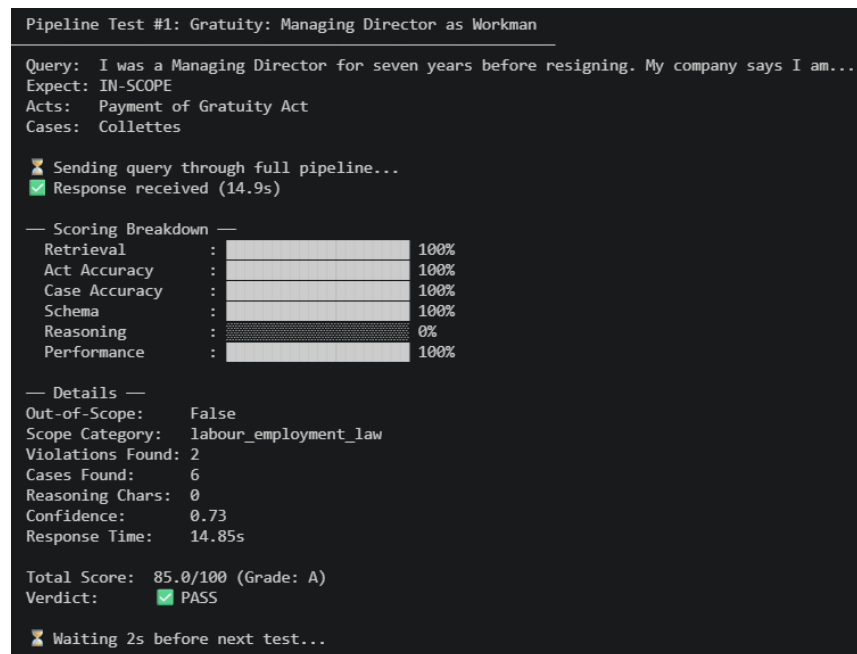 Pipeline Test #1: Gratuity: Managing Director as Workman
Query: I was a Managing Director for seven years before resigning. My company says I am...
Expect: IN-SCOPE
Acts: Payment of Gratuity Act
Cases: Collettes
⏳ Sending query through full pipeline...
✅ Response received (14.9s)
── Scoring Breakdown ──
Retrieval : 100%
Act Accuracy : 100%
Case Accuracy : 100%
Schema : 100%
Reasoning : 0%
Performance : 100%
── Details ──
Out-of-Scope: False
Scope Category: labour_employment_law
Violations Found: 2
Cases Found: 6
Reasoning Chars: 0
Confidence: 0.73
Response Time: 14.85s
Total Score: 85.0/100 (Grade: A)
Verdict: ✅ PASS
⏳ Waiting 2s before next test...